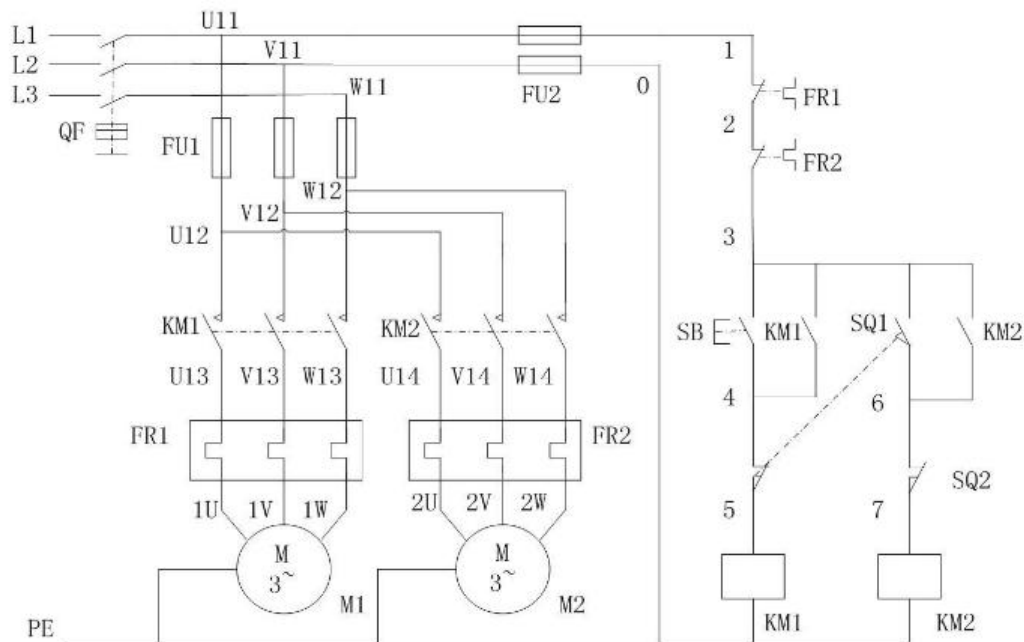 U11
L1
V11
1
L2
W11
0
L3
FU2
FR1
QF
FU1
2
FR2
W12
V12
U12
3
KM1
KM2
SB
KM1
SQ1
KM2
U13
V13
W13
U14
V14
W14
4
6
FR1
FR2
SQ2
1U
1V
1W
2U
2V
2W
5
7
M
3~
M
3~
M1
M2
PE
KM1
KM2